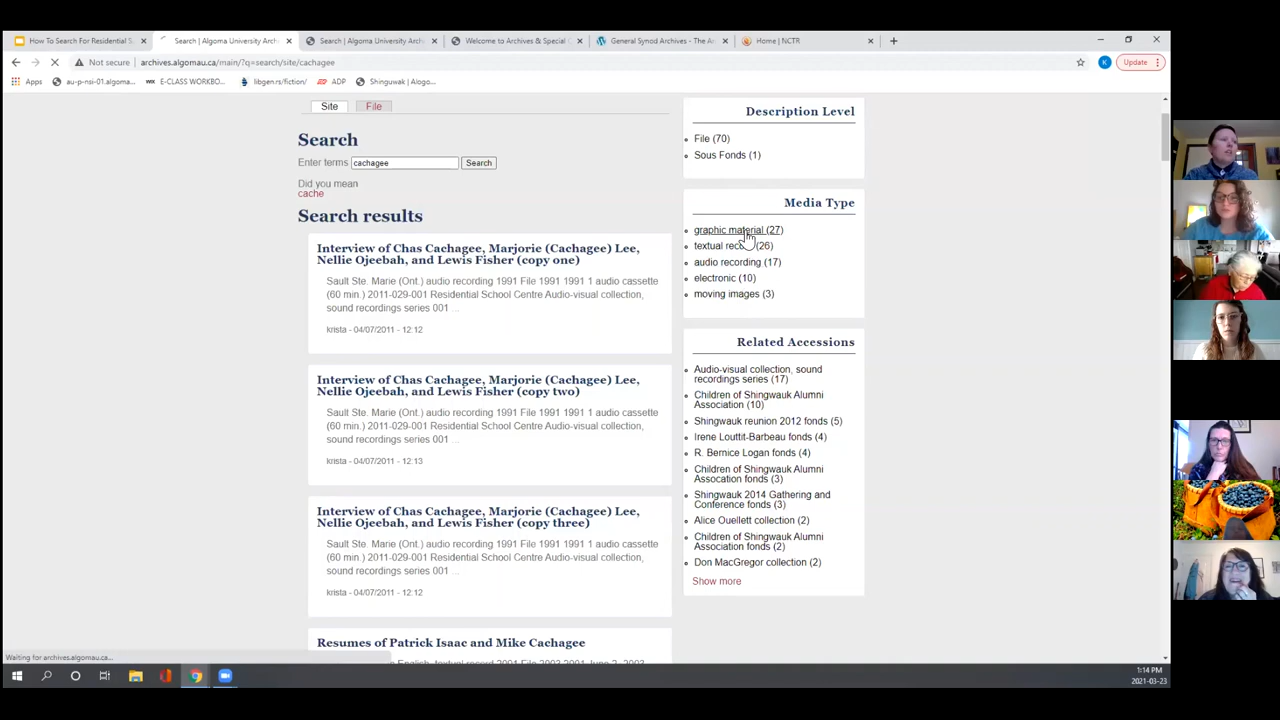 How To Search For Residential S
Search | Algoma University Arch
Search | Algoma University Arch
Welcome to Archives & Special C
General Synod Archives - The A
Home | NCTR
Not secure
archives.algomau.ca/main/?q=search/site/cachagee
K
Update
Apps
au-p-nsi-01.algoma...
E-CLASS WORKBO...
libgen.rs/fiction/
ADP
Shinguwak | Alogo...
Site
File
Search
Enter terms
cachagee
Search
Did you mean
cache
Search results
Interview of Chas Cachagee, Marjorie (Cachagee) Lee,
Nellie Ojeebah, and Lewis Fisher (copy one)
Sault Ste. Marie (Ont.) audio recording 1991 File 1991 1991 1 audio cassette
(60 min.) 2011-029-001 Residential School Centre Audio-visual collection,
sound recordings series 001 ...
krista - 04/07/2011 - 12:12
Interview of Chas Cachagee, Marjorie (Cachagee) Lee,
Nellie Ojeebah, and Lewis Fisher (copy two)
Sault Ste. Marie (Ont.) audio recording 1991 File 1991 1991 1 audio cassette
(60 min.) 2011-029-001 Residential School Centre Audio-visual collection,
sound recordings series 001 ...
krista - 04/07/2011 - 12:13
Interview of Chas Cachagee, Marjorie (Cachagee) Lee,
Nellie Ojeebah, and Lewis Fisher (copy three)
Sault Ste. Marie (Ont.) audio recording 1991 File 1991 1991 1 audio cassette
(60 min.) 2011-029-001 Residential School Centre Audio-visual collection,
sound recordings series 001 ...
krista - 04/07/2011 - 12:12
Resumes of Patrick Isaac and Mike Cachagee
Description Level
File (70)
Sous Fonds (1)
Media Type
graphic material (27)
textual (26)
audio recording (17)
electronic (10)
moving images (3)
Related Accessions
Audio-visual collection, sound
recordings series (17)
Children of Shingwauk Alumni
Association (10)
Shingwauk reunion 2012 fonds (5)
Irene Louttit-Barbeau fonds (4)
R. Bernice Logan fonds (4)
Children of Shingwauk Alumni
Assocation fonds (3)
Shingwauk 2014 Gathering and
Conference fonds (3)
Alice Ouellett collection (2)
Children of Shingwauk Alumni
Association fonds (2)
Don MacGregor collection (2)
Show more
Waiting for archives.algomau.ca...
1:14 PM
2021-03-23